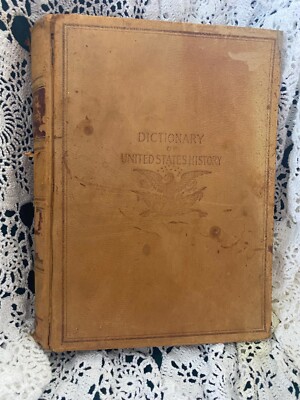 DICTIONARY
OF
UNITED STATES HISTORY